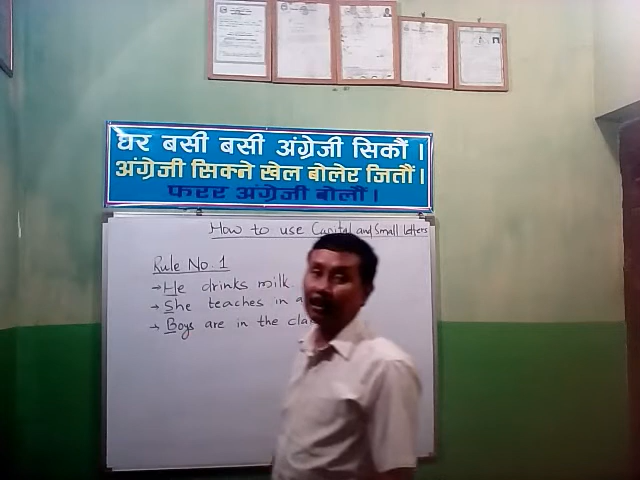 घर बसी बसी अंग्रेजी सिकौं ।
अंग्रेजी सिक्ने खेल बोलेर जितौं ।
फरर अंग्रेजी बोलौं ।
How to use Capital and Small letters
Rule No. 1
→ He drinks milk.
→ She teaches in a
→ Boys are in the cla